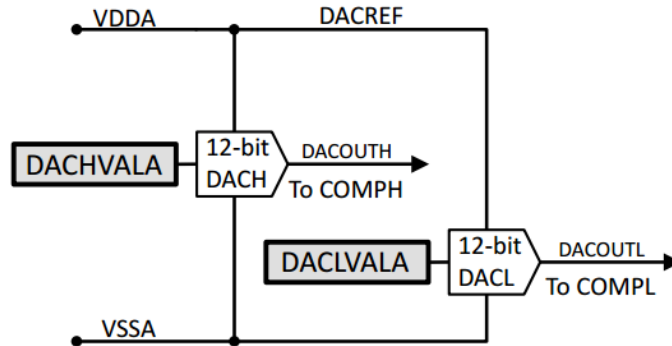 VDDA
DACREF
DACHVALA
12-bit
DACH
DACOUTH
To COMPH
DACLVALA
12-bit
DACL
DACOUTL
To COMPL
VSSA